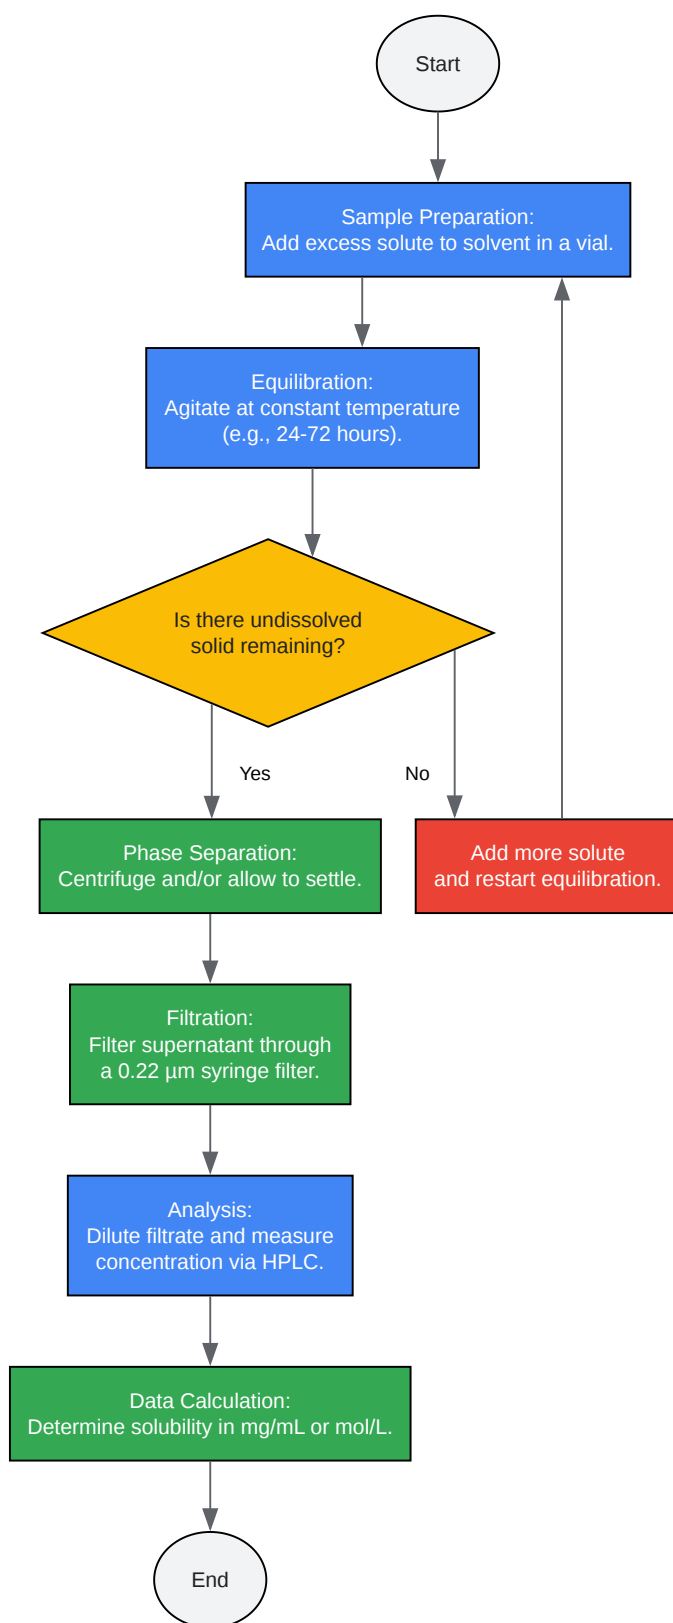 Start
Sample Preparation:
Add excess solute to solvent in a vial.
Equilibration:
Agitate at constant temperature
(e.g., 24-72 hours).
Is there undissolved
solid remaining?
Yes
No
Phase Separation:
Centrifuge and/or allow to settle.
Add more solute
and restart equilibration.
Filtration:
Filter supernatant through
a 0.22 µm syringe filter.
Analysis:
Dilute filtrate and measure
concentration via HPLC.
Data Calculation:
Determine solubility in mg/mL or mol/L.
End